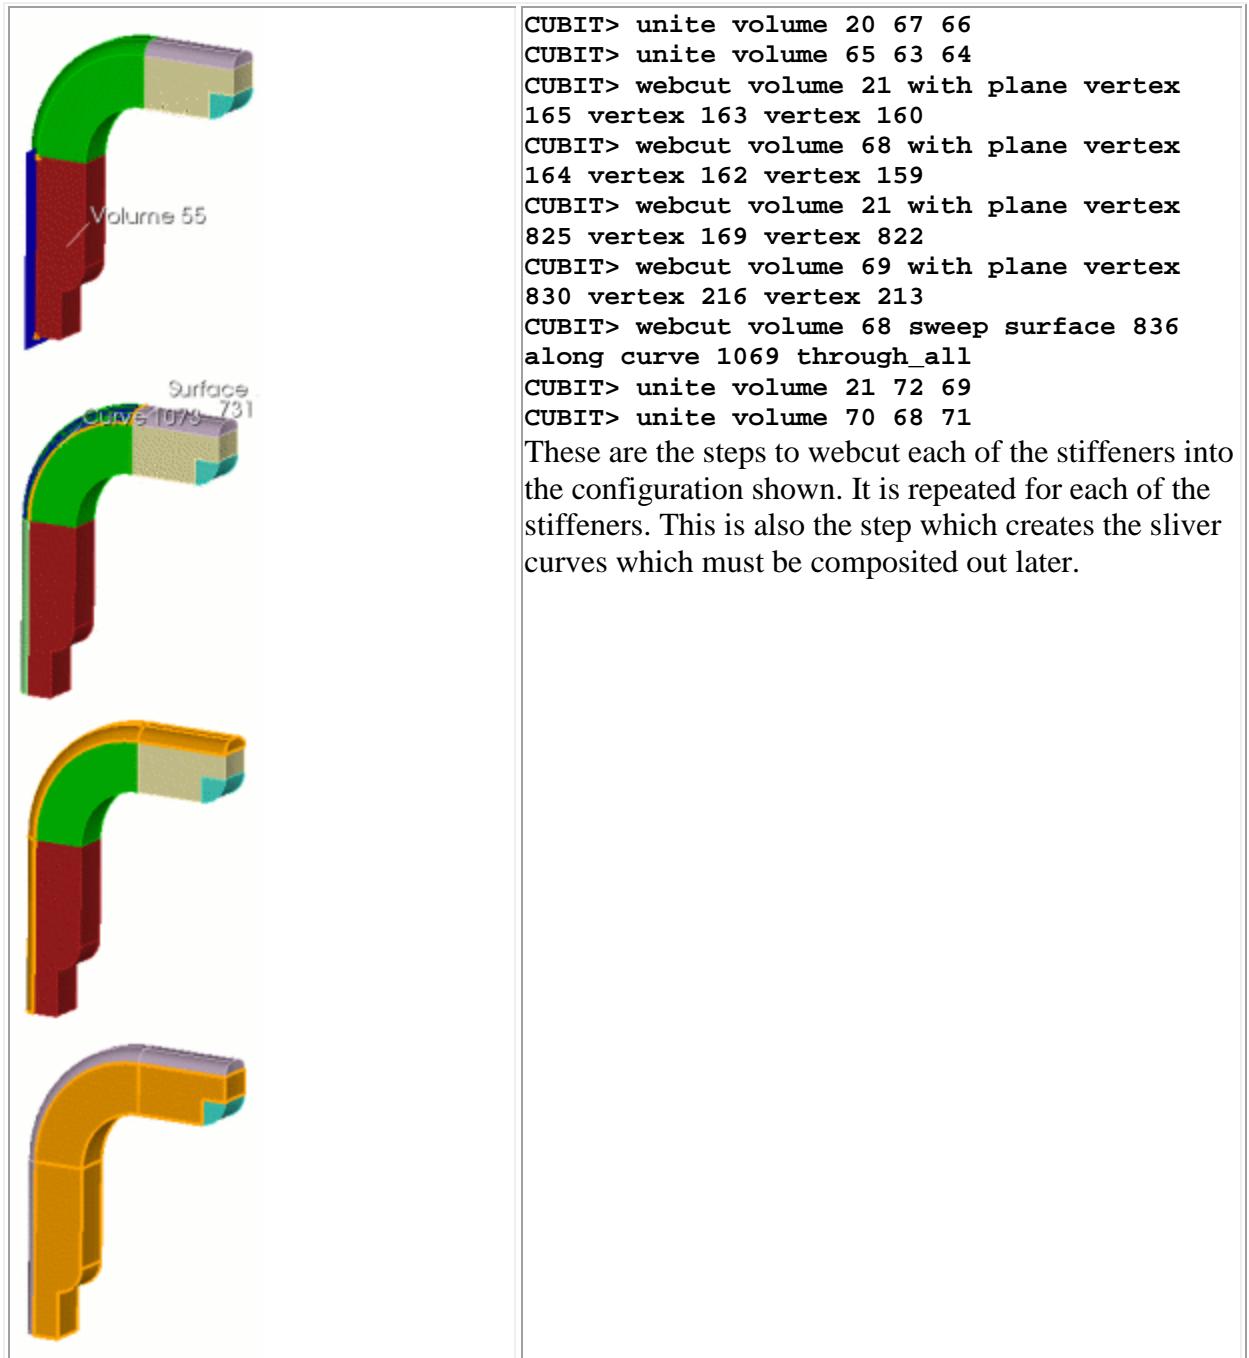 Volume 55
Surface
Curve 1073 731
CUBIT> unite volume 20 67 66
CUBIT> unite volume 65 63 64
CUBIT> webcut volume 21 with plane vertex
165 vertex 163 vertex 160
CUBIT> webcut volume 68 with plane vertex
164 vertex 162 vertex 159
CUBIT> webcut volume 21 with plane vertex
825 vertex 169 vertex 822
CUBIT> webcut volume 69 with plane vertex
830 vertex 216 vertex 213
CUBIT> webcut volume 68 sweep surface 836
along curve 1069 through_all
CUBIT> unite volume 21 72 69
CUBIT> unite volume 70 68 71
These are the steps to webcut each of the stiffeners into
the configuration shown. It is repeated for each of the
stiffeners. This is also the step which creates the sliver
curves which must be composited out later.